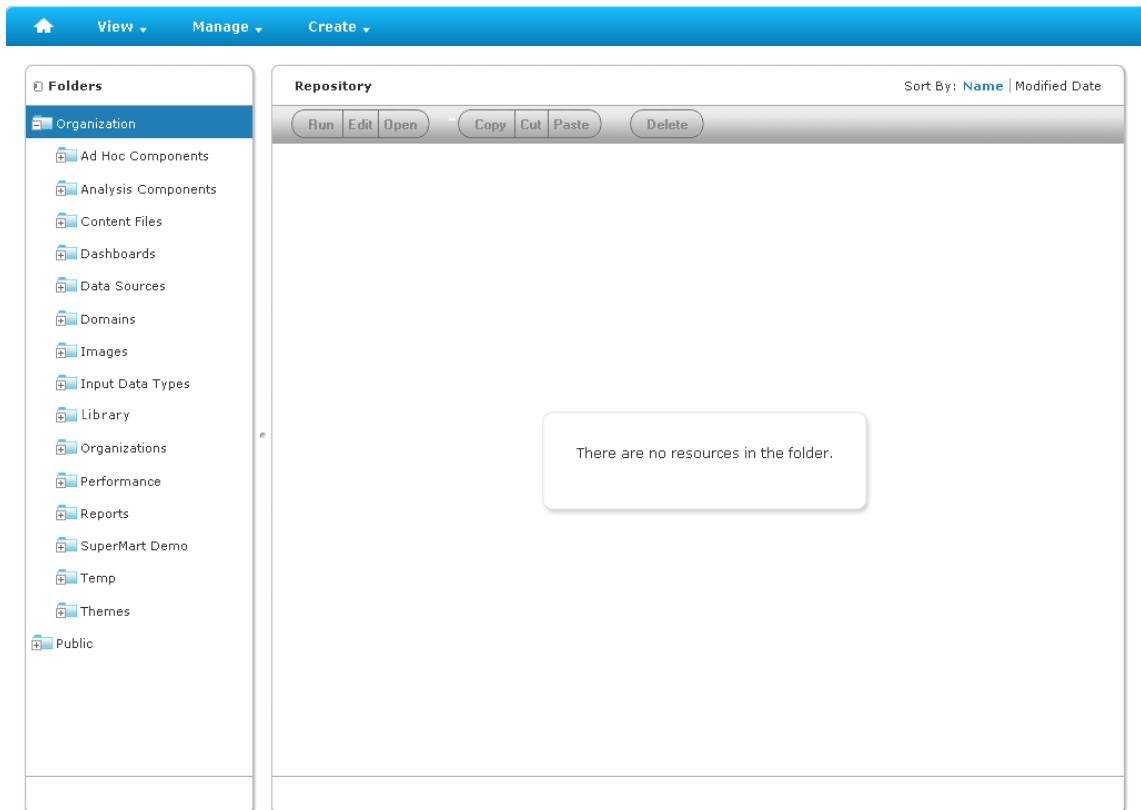 View Manage Create
Folders
Organization
Ad Hoc Components
Analysis Components
Content Files
Dashboards
Data Sources
Domains
Images
Input Data Types
Library
Organizations
Performance
Reports
SuperMart Demo
Temp
Themes
Public
Repository
Sort By: Name | Modified Date
Run Edit Open Copy Cut Paste Delete
There are no resources in the folder.